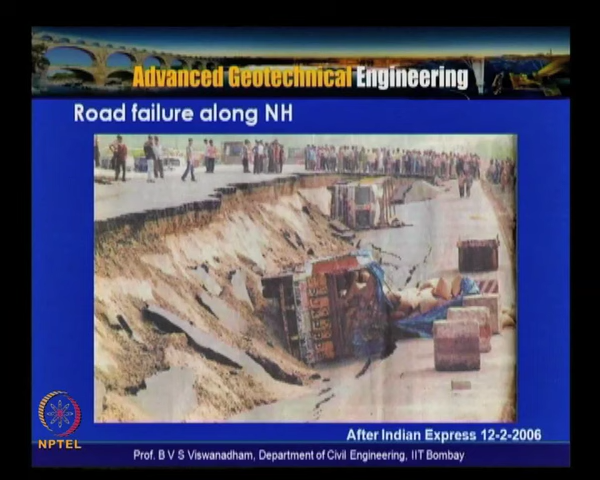 Advanced Geotechnical Engineering
Road failure along NH
After Indian Express 12-2-2006
NPTEL
Prof. B V S Viswanadham, Department of Civil Engineering, IIT Bombay